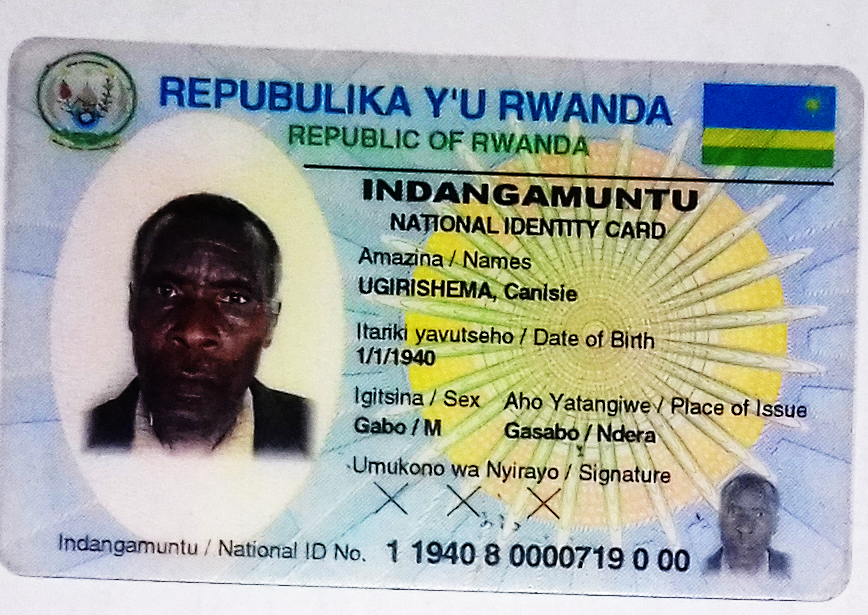 REPUBULIKA Y'U RWANDA
REPUBLIC OF RWANDA
INDANGAMUNTU
NATIONAL IDENTITY CARD
Amazina / Names
UGIRISHEMA, Canisie
Itariki yavutseho / Date of Birth
1/1/1940
Igitsina / Sex Aho Yatangiwe / Place of Issue
Gabo / M Gasabo / Ndera
Umukono wa Nyirayo / Signature
X X X
Indangamuntu / National ID No. 1 1940 8 0000719 0 00